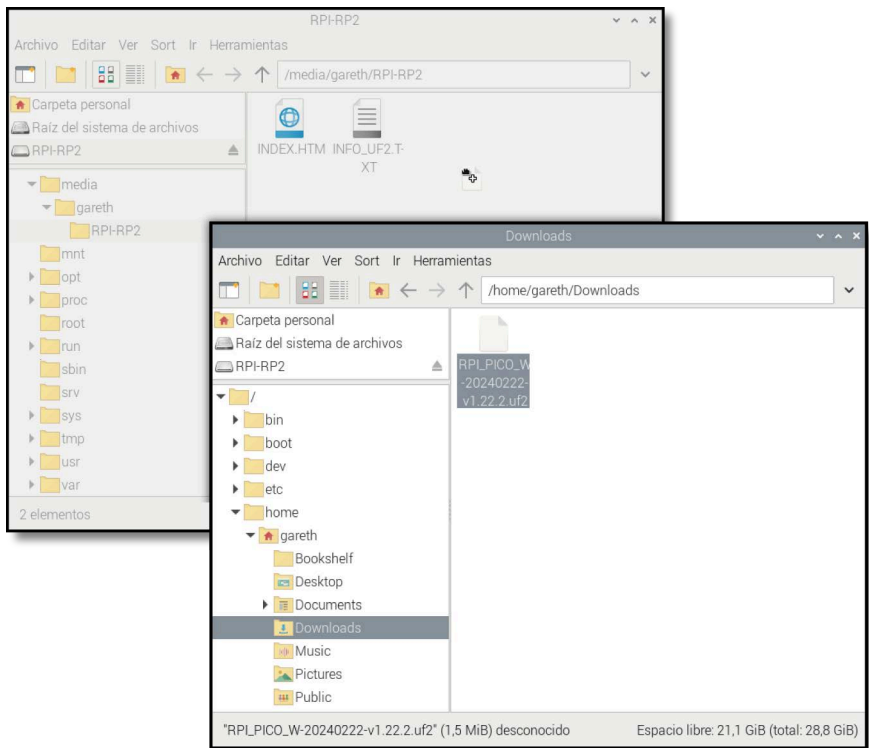 RPI-RP2
Archivo Editar Ver Sort Ir Herramientas
/media/gareth/RPI-RP2
Carpeta personal
Raíz del sistema de archivos
RPI-RP2
media
gareth
RPI-RP2
mnt
opt
proc
root
run
sbin
srv
sys
tmp
usr
var
2 elementos
INDEX.HTM INFO_UF2.T-
XT
Downloads
Archivo Editar Ver Sort Ir Herramientas
/home/gareth/Downloads
Carpeta personal
Raíz del sistema de archivos
RPI-RP2
/
bin
boot
dev
etc
home
gareth
Bookshelf
Desktop
Documents
Downloads
Music
Pictures
Public
RPI_PICO_W
-20240222-
v1.22.2.uf2
"RPI_PICO_W-20240222-v1.22.2.uf2" (1,5 MiB) desconocido Espacio libre: 21,1 GiB (total: 28,8 GiB)